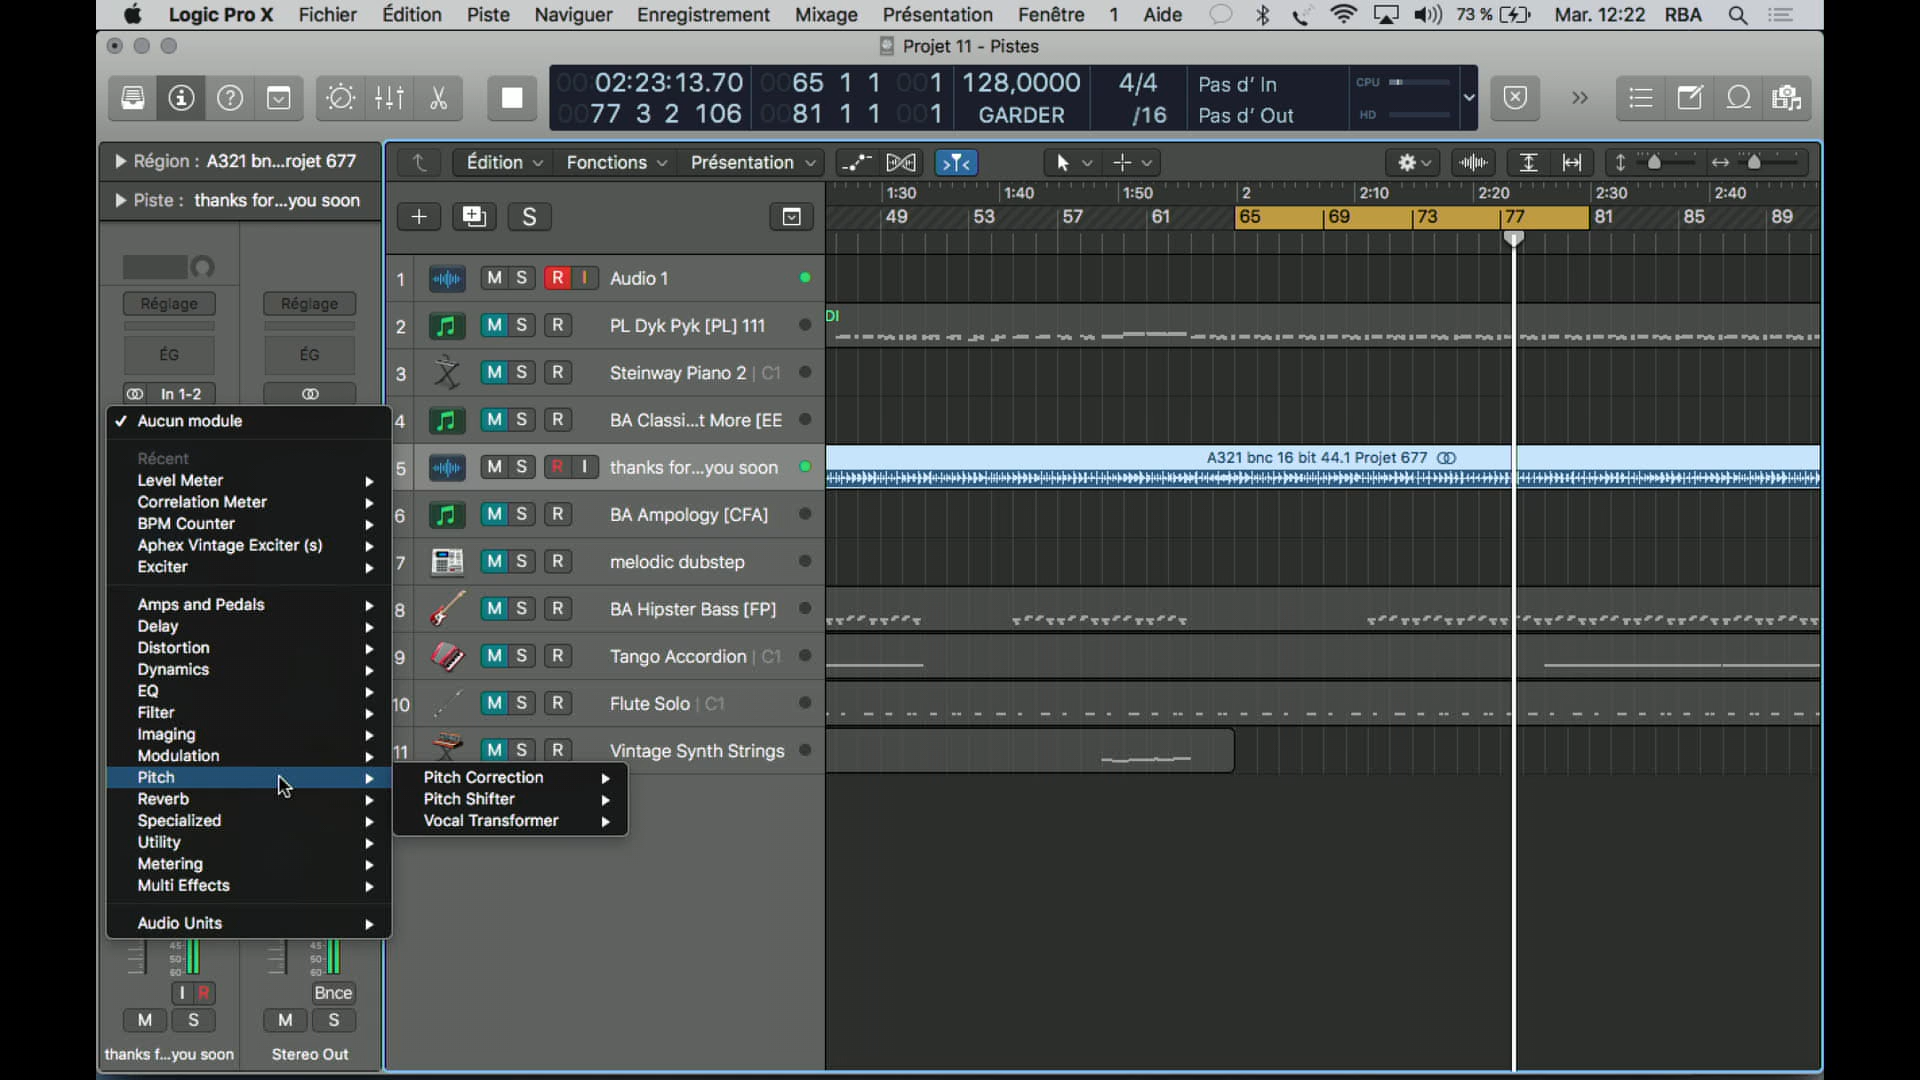 Logic Pro X Fichier Édition Piste Naviguer Enregistrement Mixage Présentation Fenêtre 1 Aide 73 % Mar. 12:22 RBA
Projet 11 - Pistes
00:02:23:13.70 0065 1 1 001 128,0000 4/4 Pas d' In CPU
0077 3 2 106 0081 1 1 001 GARDER /16 Pas d' Out HD
Région : A321 bn...rojet 677
Édition Fonctions Présentation
Piste : thanks for...you soon
1:30 1:40 1:50 2 2:10 2:20 2:30 2:40
49 53 57 61 65 69 73 77 81 85 89
S
Réglage Réglage
ÉG ÉG
In 1-2
1 M S R I Audio 1
2 M S R PL Dyk Pyk [PL] 111
DI
3 M S R Steinway Piano 2 | C1
4 M S R BA Classi...t More [EE
5 M S R I thanks for...you soon
A321 bnc 16 bit 44.1 Projet 677
6 M S R BA Ampology [CFA]
7 M S R melodic dubstep
8 M S R BA Hipster Bass [FP]
9 M S R Tango Accordion | C1
10 M S R Flute Solo | C1
11 M S R Vintage Synth Strings
Aucun module
Récent
Level Meter
Correlation Meter
BPM Counter
Aphex Vintage Exciter (s)
Exciter
Amps and Pedals
Delay
Distortion
Dynamics
EQ
Filter
Imaging
Modulation
Pitch
Reverb
Specialized
Utility
Metering
Multi Effects
Audio Units
Pitch Correction
Pitch Shifter
Vocal Transformer
45 45
50 50
60 60
I R Bnce
M S M S
thanks f...you soon Stereo Out